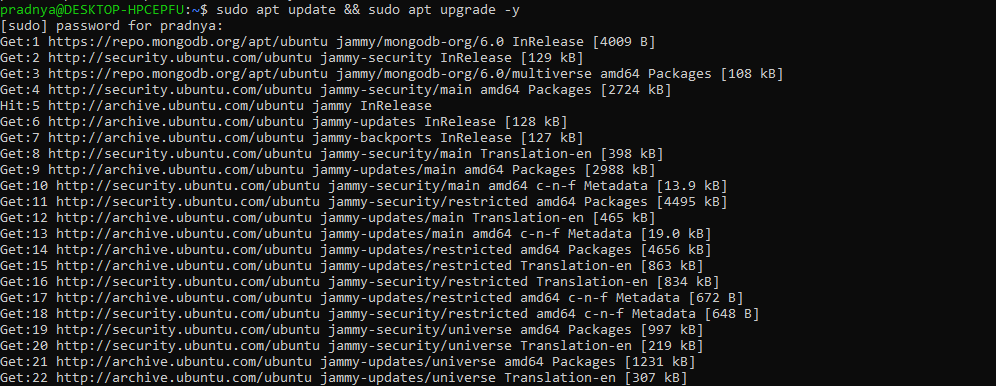 pradnya@DESKTOP-HPCEPFU:~$ sudo apt update && sudo apt upgrade -y
[sudo] password for pradnya:
Get:1 https://repo.mongodb.org/apt/ubuntu jammy/mongodb-org/6.0 InRelease [4009 B]
Get:2 http://security.ubuntu.com/ubuntu jammy-security InRelease [129 kB]
Get:3 https://repo.mongodb.org/apt/ubuntu jammy/mongodb-org/6.0/multiverse amd64 Packages [108 kB]
Get:4 http://security.ubuntu.com/ubuntu jammy-security/main amd64 Packages [2724 kB]
Hit:5 http://archive.ubuntu.com/ubuntu jammy InRelease
Get:6 http://archive.ubuntu.com/ubuntu jammy-updates InRelease [128 kB]
Get:7 http://archive.ubuntu.com/ubuntu jammy-backports InRelease [127 kB]
Get:8 http://security.ubuntu.com/ubuntu jammy-security/main Translation-en [398 kB]
Get:9 http://archive.ubuntu.com/ubuntu jammy-updates/main amd64 Packages [2988 kB]
Get:10 http://security.ubuntu.com/ubuntu jammy-security/main amd64 c-n-f Metadata [13.9 kB]
Get:11 http://security.ubuntu.com/ubuntu jammy-security/restricted amd64 Packages [4495 kB]
Get:12 http://archive.ubuntu.com/ubuntu jammy-updates/main Translation-en [465 kB]
Get:13 http://archive.ubuntu.com/ubuntu jammy-updates/main amd64 c-n-f Metadata [19.0 kB]
Get:14 http://archive.ubuntu.com/ubuntu jammy-updates/restricted amd64 Packages [4656 kB]
Get:15 http://archive.ubuntu.com/ubuntu jammy-updates/restricted Translation-en [863 kB]
Get:16 http://security.ubuntu.com/ubuntu jammy-security/restricted Translation-en [834 kB]
Get:17 http://archive.ubuntu.com/ubuntu jammy-updates/restricted amd64 c-n-f Metadata [672 B]
Get:18 http://security.ubuntu.com/ubuntu jammy-security/restricted amd64 c-n-f Metadata [648 B]
Get:19 http://security.ubuntu.com/ubuntu jammy-security/universe amd64 Packages [997 kB]
Get:20 http://security.ubuntu.com/ubuntu jammy-security/universe Translation-en [219 kB]
Get:21 http://archive.ubuntu.com/ubuntu jammy-updates/universe amd64 Packages [1231 kB]
Get:22 http://archive.ubuntu.com/ubuntu jammy-updates/universe Translation-en [307 kB]